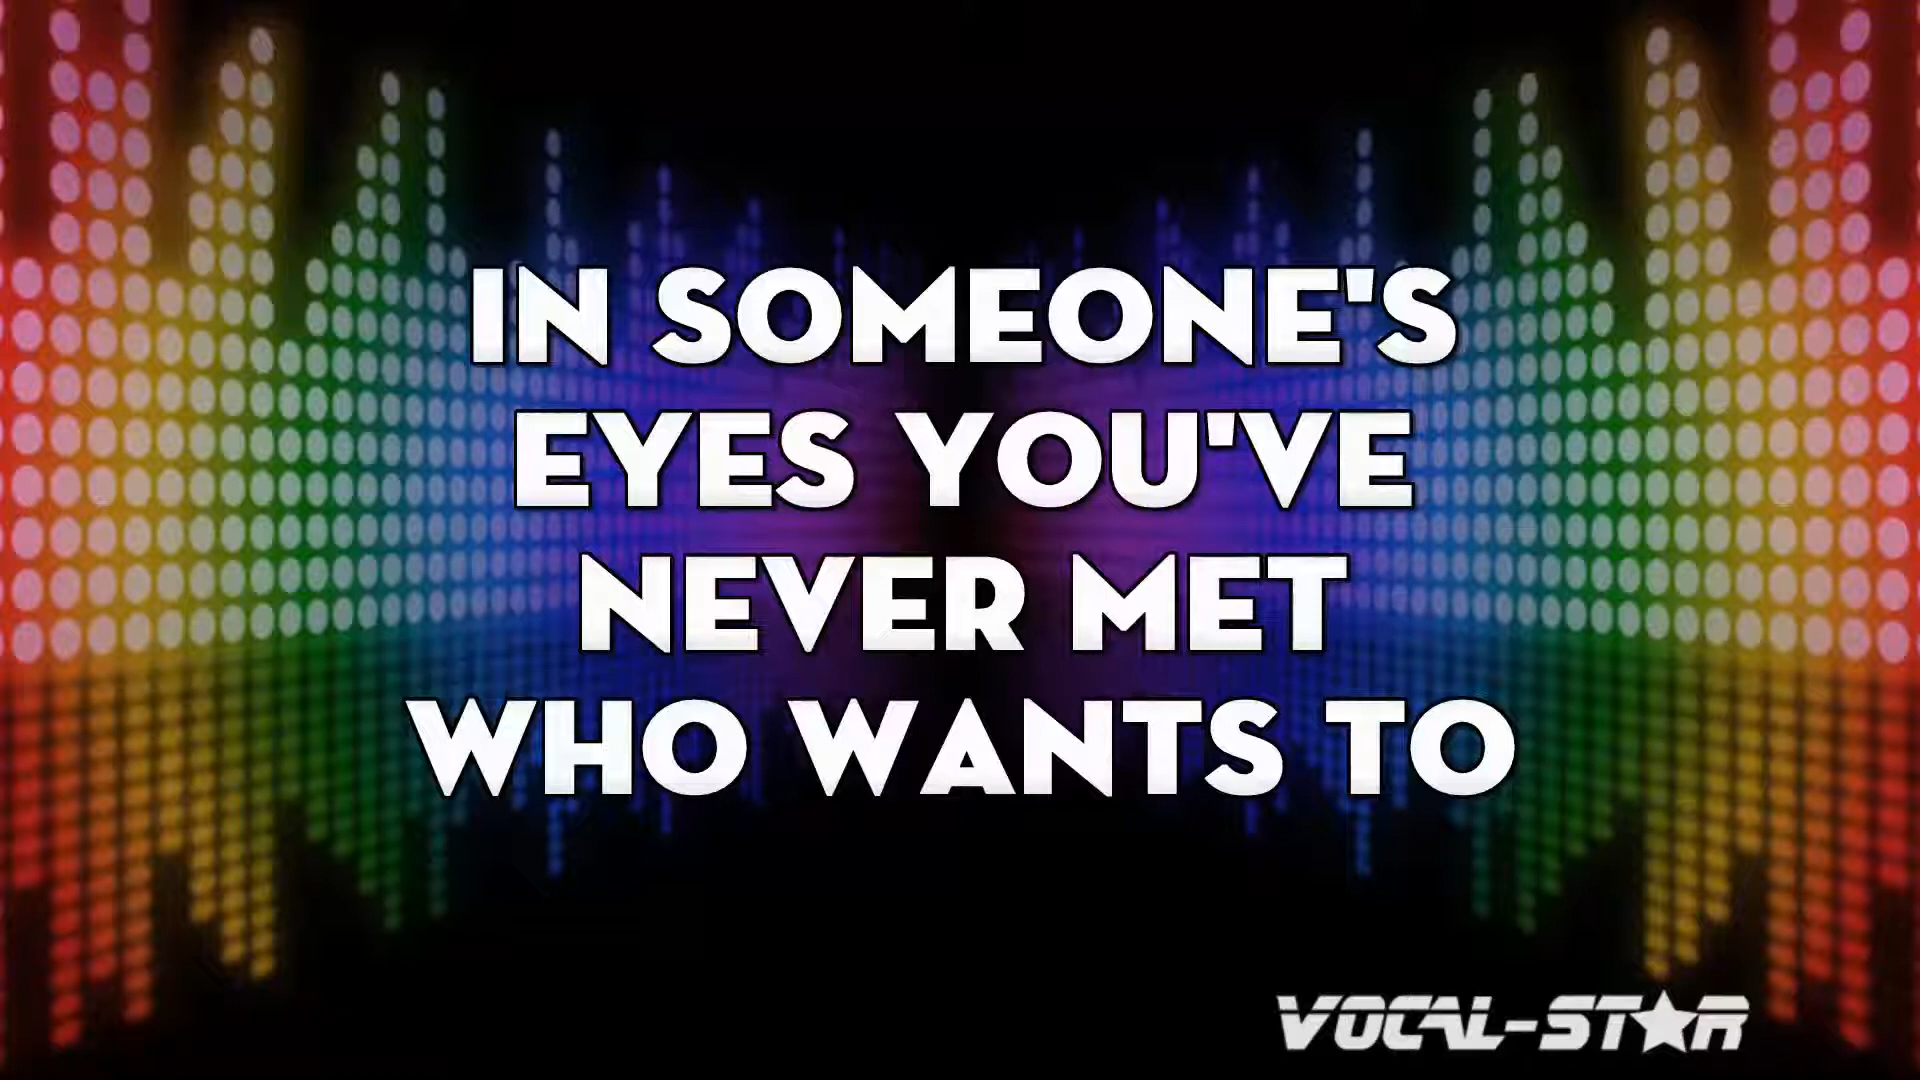 IN SOMEONE'S
EYES YOU'VE
NEVER MET
WHO WANTS TO
VOCAL-STAR